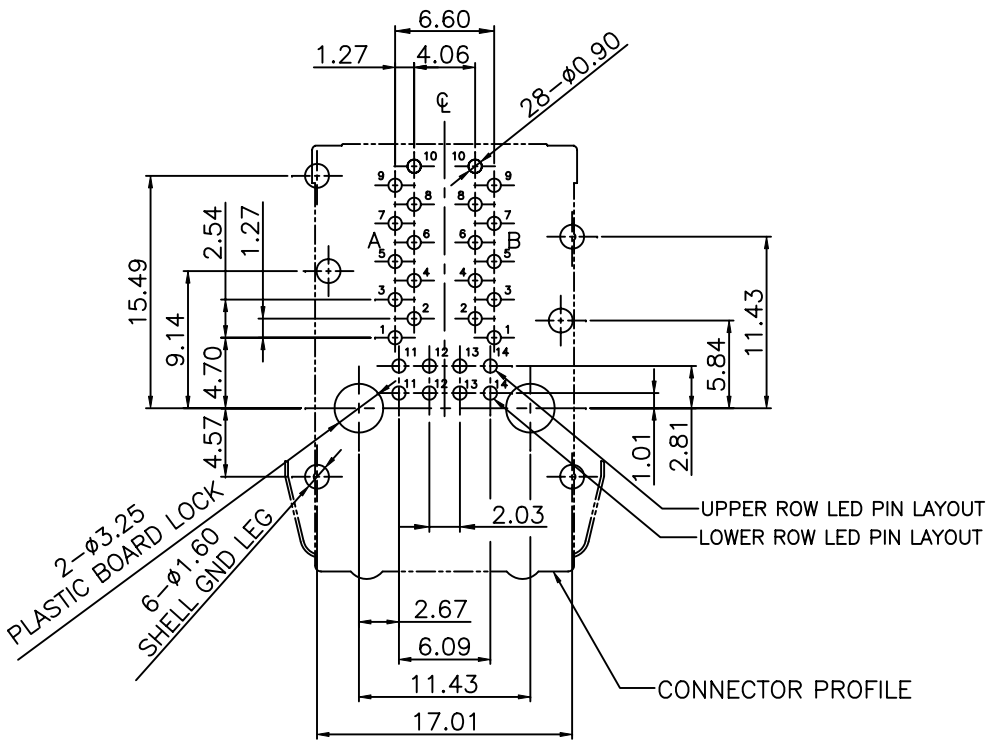 6.60
1.27 4.06
28-ø0.90
℄
10 10
9 9
8 8
7 7
A 6 6 B
5 5
4 4
3 3
2 2
1 1
11 12 13 14
11 12 13 14
15.49
2.54
1.27
9.14
4.70
4.57
11.43
5.84
1.01
2.81
UPPER ROW LED PIN LAYOUT
LOWER ROW LED PIN LAYOUT
2.03
2-ø3.25
PLASTIC BOARD LOCK
6-ø1.60
SHELL GND LEG
2.67
6.09
11.43
CONNECTOR PROFILE
17.01